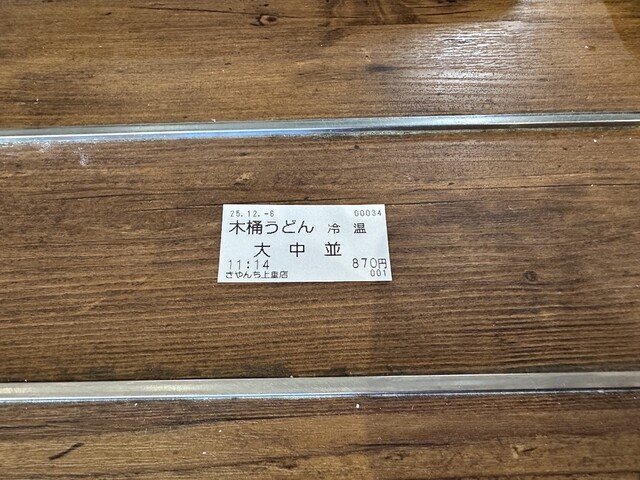 25.12.-6 00034
木桶うどん 冷 温
大 中 並
11:14 870円
さやんち上里店 001